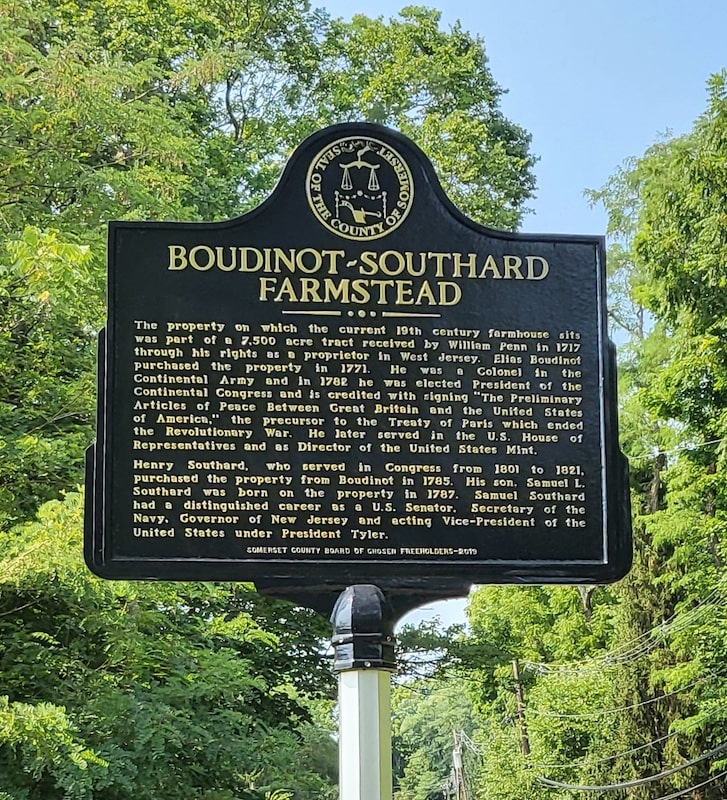 SEAL OF THE COUNTY OF SOMERSET
BOUDINOT-SOUTHARD
FARMSTEAD
The property on which the current 19th century farmhouse sits
was part of a 7,500 acre tract received by William Penn in 1717
through his rights as a proprietor in West Jersey. Elias Boudinot
purchased the property in 1771. He was a Colonel in the
Continental Army and in 1782 he was elected President of the
Continental Congress and is credited with signing "The Preliminary
Articles of Peace Between Great Britain and the United States
of America," the precursor to the Treaty of Paris which ended
the Revolutionary War. He later served in the U.S. House of
Representatives and as Director of the United States Mint.
Henry Southard, who served in Congress from 1801 to 1821,
purchased the property from Boudinot in 1785. His son, Samuel L.
Southard was born on the property in 1787. Samuel Southard
had a distinguished career as a U.S. Senator, Secretary of the
Navy, Governor of New Jersey and acting Vice-President of the
United States under President Tyler.
SOMERSET COUNTY BOARD OF CHOSEN FREEHOLDERS-2019